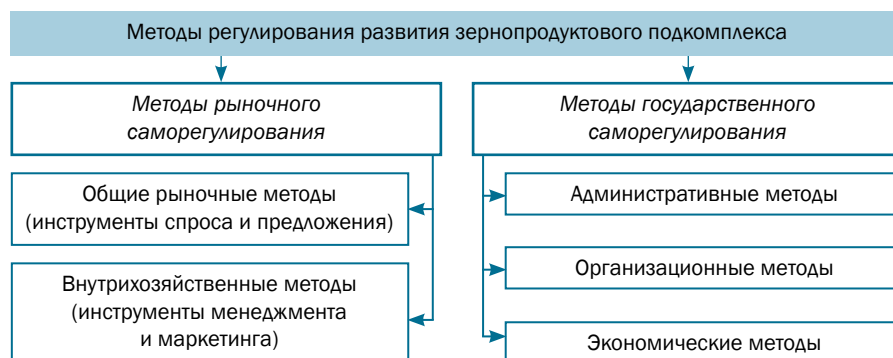 Методы регулирования развития зернопродуктового подкомплекса
Методы рыночного
саморегулирования
Общие рыночные методы
(инструменты спроса и предложения)
Внутрихозяйственные методы
(инструменты менеджмента
и маркетинга)
Методы государственного
саморегулирования
Административные методы
Организационные методы
Экономические методы